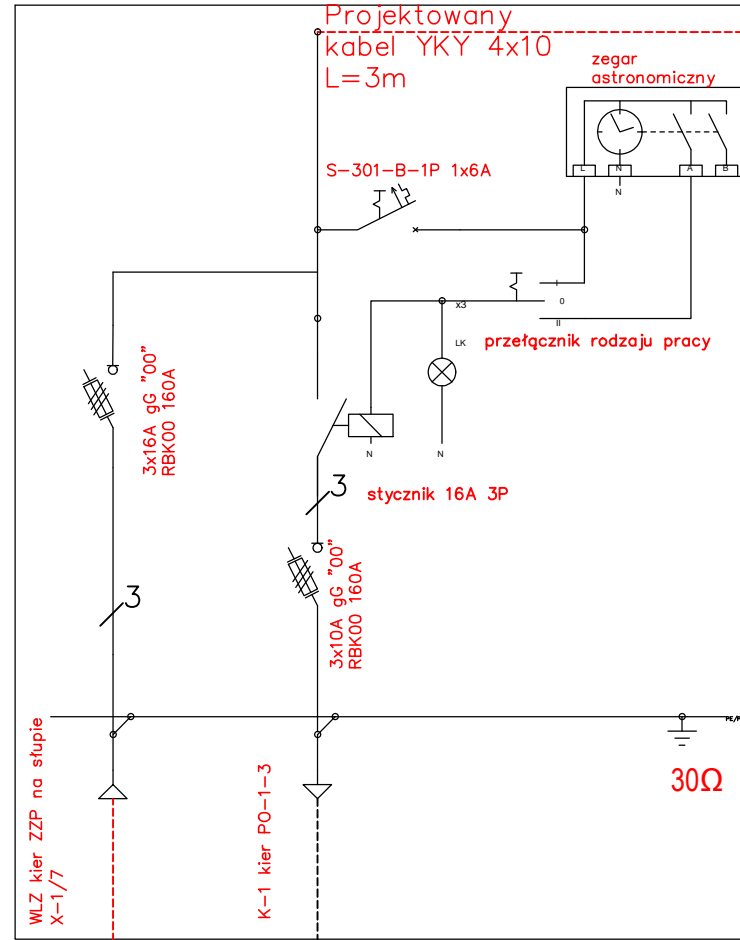 Projektowany
kabel YKY 4x10
L=3m
zegar
astronomiczny
L N A B
N
S-301-B-1P 1x6A
I
x3
0
II
LK
przełącznik rodzaju pracy
3x16A gG "00"
RBK00 160A
N
N
3
stycznik 16A 3P
3x10A gG "00"
RBK00 160A
3
30Ω
WLZ kier ZZP na słupie
X-1/7
K-1 kier PO-1-3